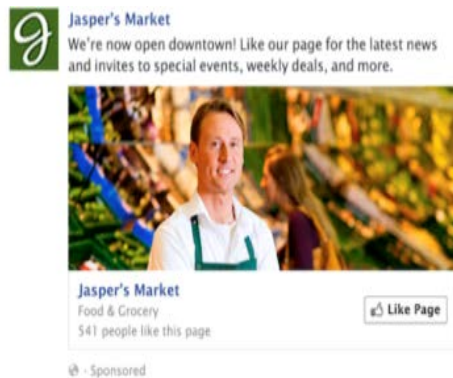 Jasper's Market
We're now open downtown! Like our page for the latest news
and invites to special events, weekly deals, and more.
Jasper's Market
Food & Grocery
541 people like this page
Like Page
· Sponsored